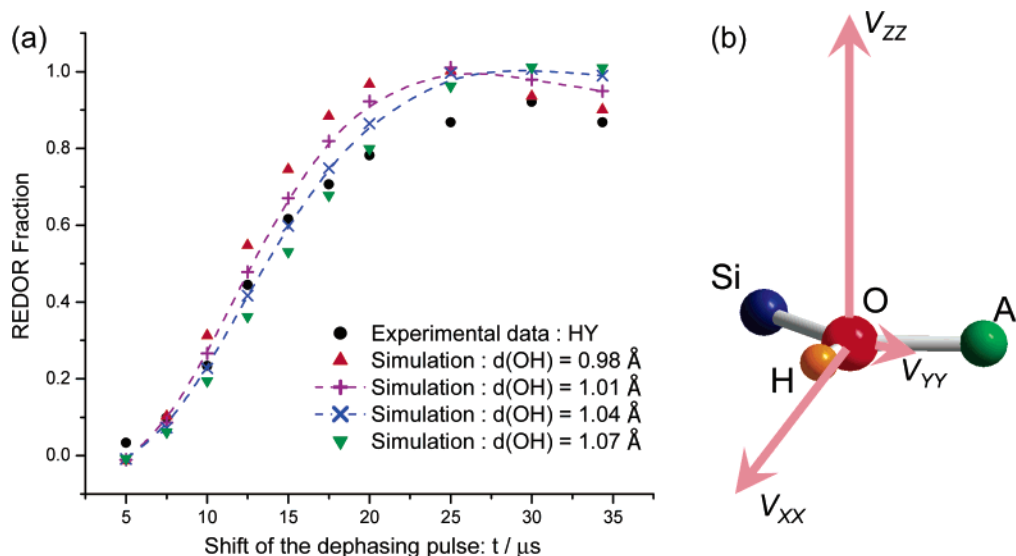 (a)
REDOR Fraction
1.0
0.8
0.6
0.4
0.2
0.0
Experimental data : HY
Simulation : d(OH) = 0.98 Å
Simulation : d(OH) = 1.01 Å
Simulation : d(OH) = 1.04 Å
Simulation : d(OH) = 1.07 Å
5 10 15 20 25 30 35
Shift of the dephasing pulse: t / μs
(b)
V_ZZ
Si
O
A
H
V_YY
V_XX